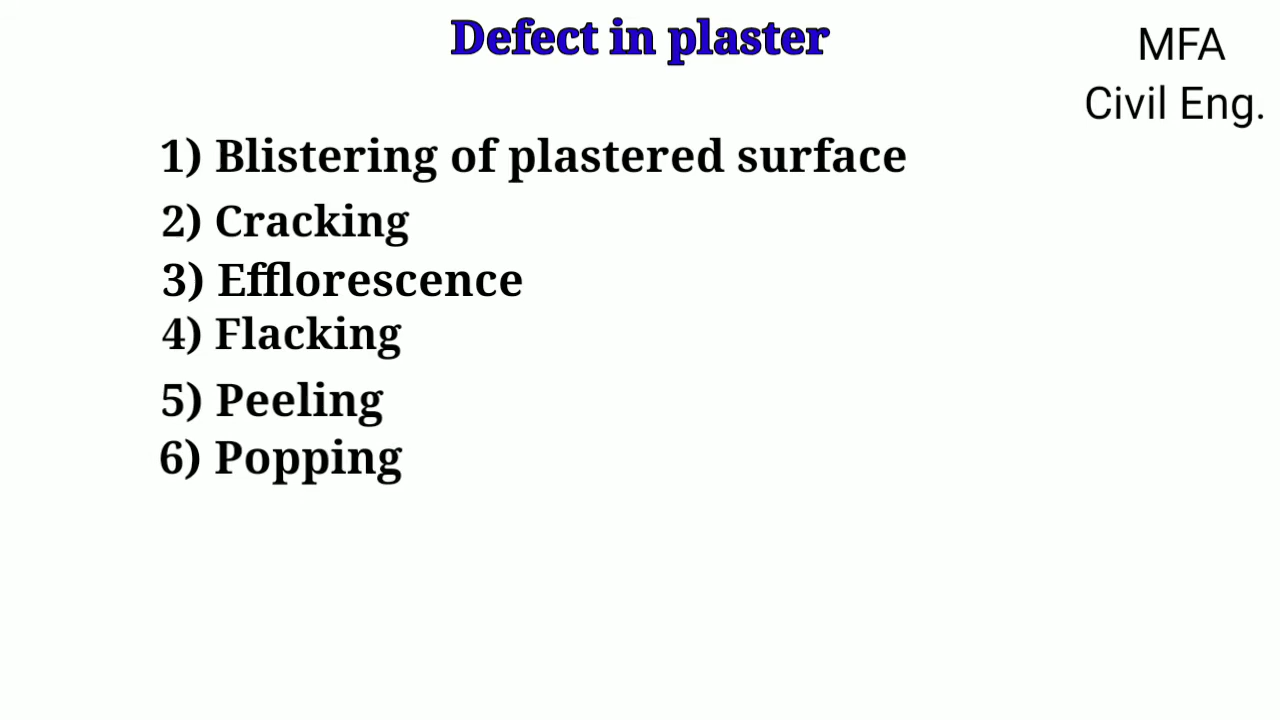 Defect in plaster
MFA
Civil Eng.
1) Blistering of plastered surface
2) Cracking
3) Efflorescence
4) Flacking
5) Peeling
6) Popping